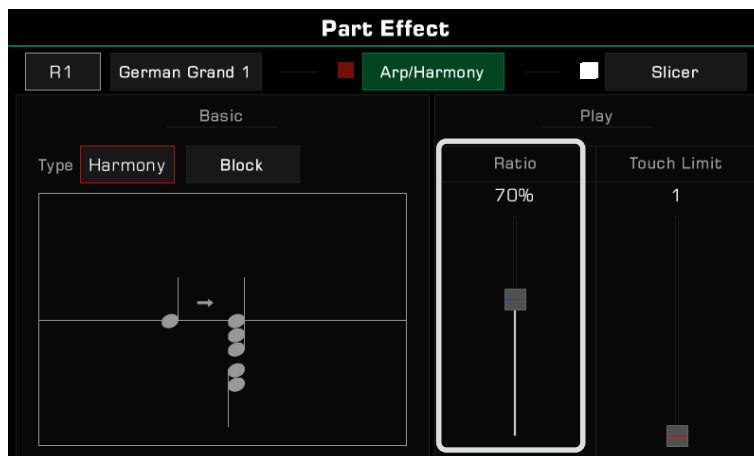 Part Effect
R1 German Grand 1 Arp/Harmony Slicer
Basic Play
Type Harmony Block
Ratio Touch Limit
70% 1